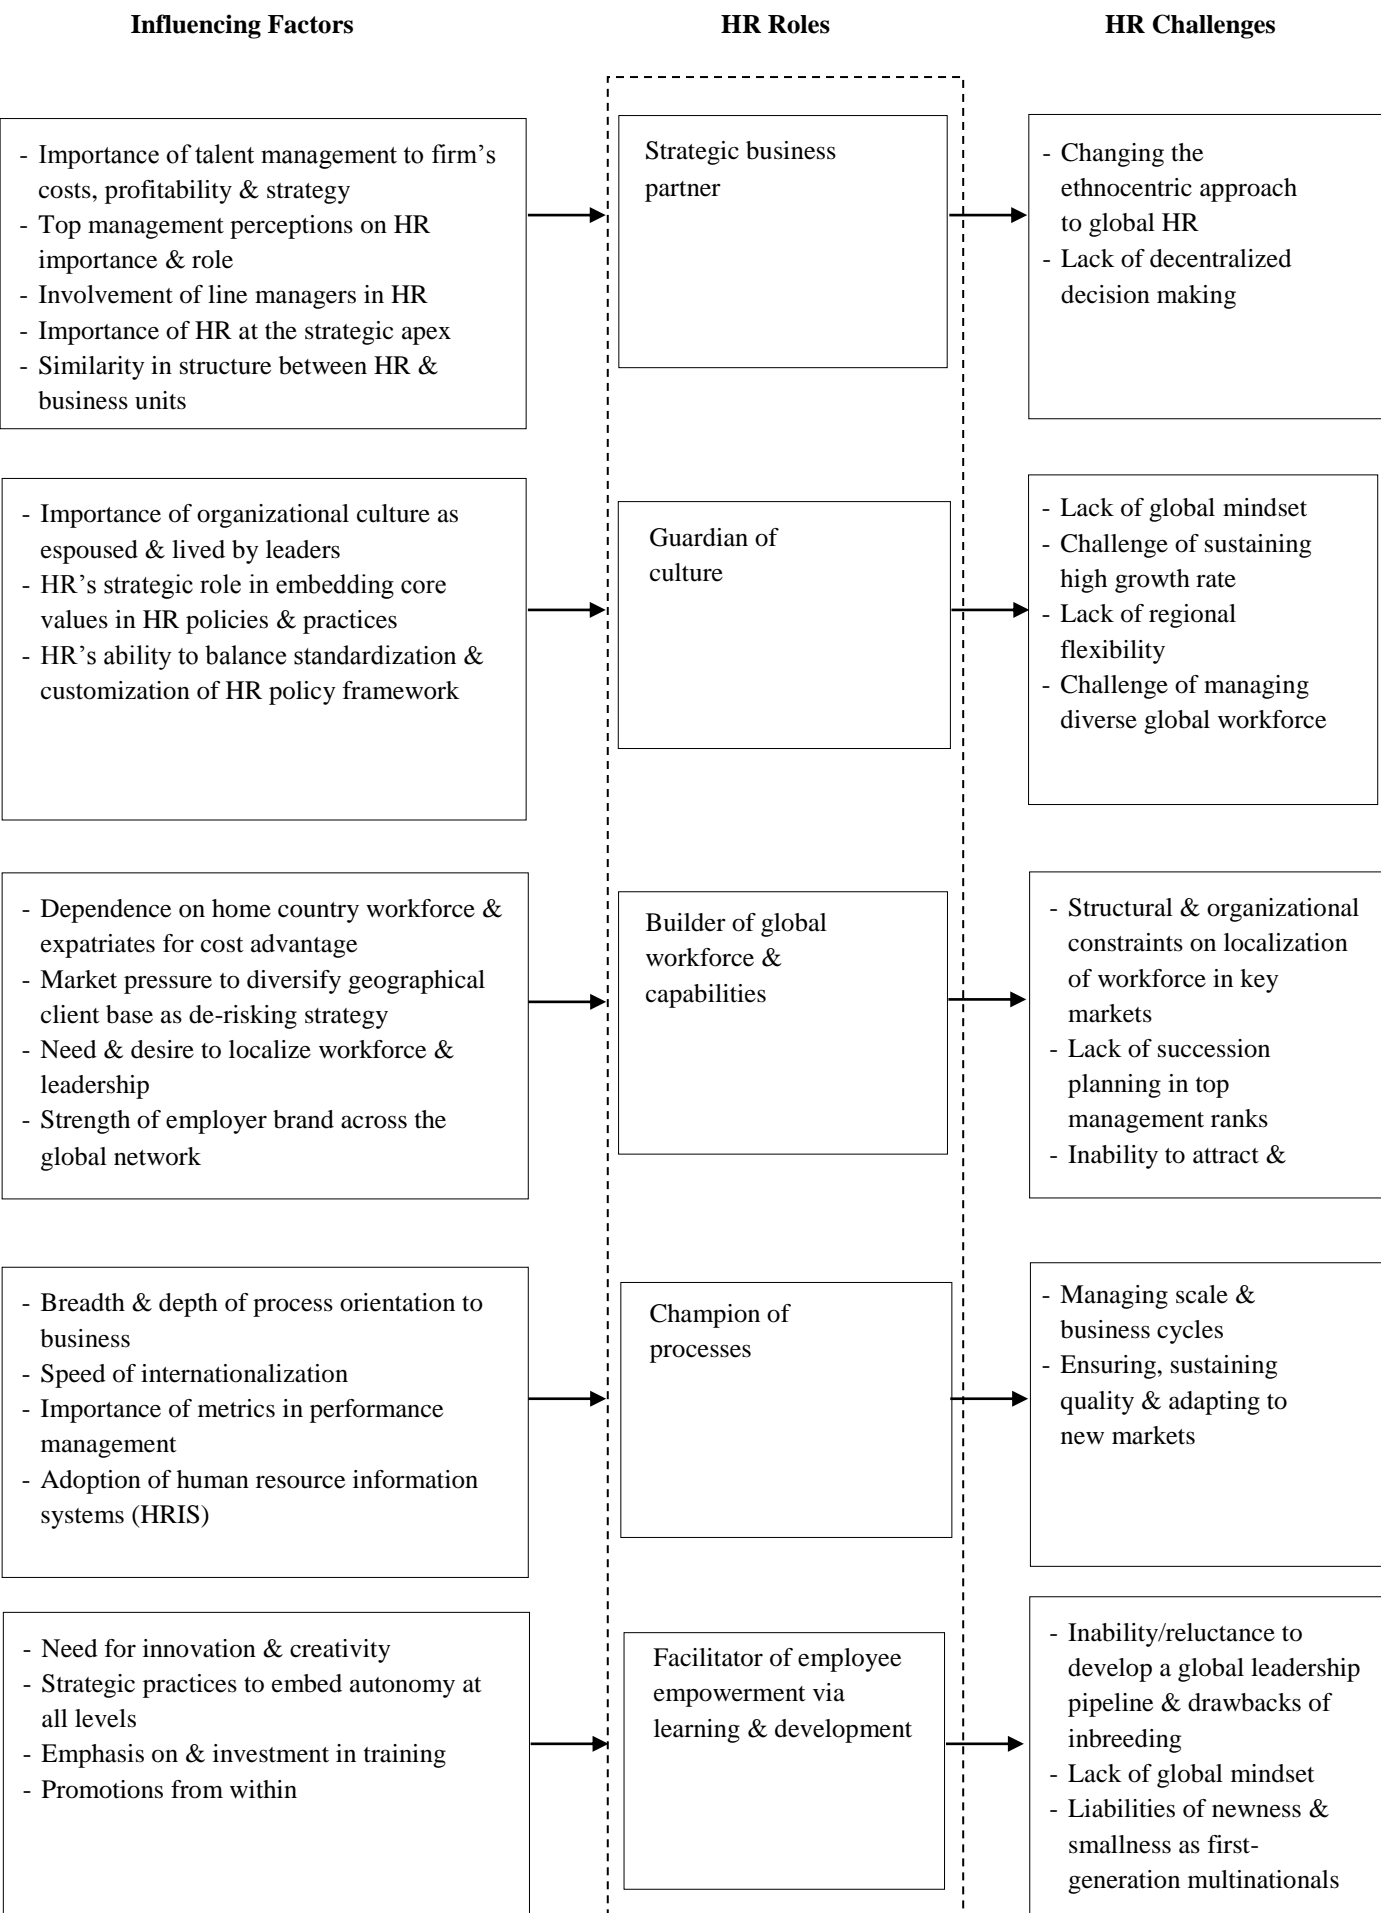 Influencing Factors
HR Roles
HR Challenges
- Importance of talent management to firm’s
costs, profitability & strategy
- Top management perceptions on HR
importance & role
- Involvement of line managers in HR
- Importance of HR at the strategic apex
- Similarity in structure between HR &
business units
Strategic business
partner
- Changing the
ethnocentric approach
to global HR
- Lack of decentralized
decision making
- Importance of organizational culture as
espoused & lived by leaders
- HR’s strategic role in embedding core
values in HR policies & practices
- HR’s ability to balance standardization &
customization of HR policy framework
Guardian of
culture
- Lack of global mindset
- Challenge of sustaining
high growth rate
- Lack of regional
flexibility
- Challenge of managing
diverse global workforce
- Dependence on home country workforce &
expatriates for cost advantage
- Market pressure to diversify geographical
client base as de-risking strategy
- Need & desire to localize workforce &
leadership
- Strength of employer brand across the
global network
Builder of global
workforce &
capabilities
- Structural & organizational
constraints on localization
of workforce in key
markets
- Lack of succession
planning in top
management ranks
- Inability to attract &
- Breadth & depth of process orientation to
business
- Speed of internationalization
- Importance of metrics in performance
management
- Adoption of human resource information
systems (HRIS)
Champion of
processes
- Managing scale &
business cycles
- Ensuring, sustaining
quality & adapting to
new markets
- Need for innovation & creativity
- Strategic practices to embed autonomy at
all levels
- Emphasis on & investment in training
- Promotions from within
Facilitator of employee
empowerment via
learning & development
- Inability/reluctance to
develop a global leadership
pipeline & drawbacks of
inbreeding
- Lack of global mindset
- Liabilities of newness &
smallness as first-
generation multinationals